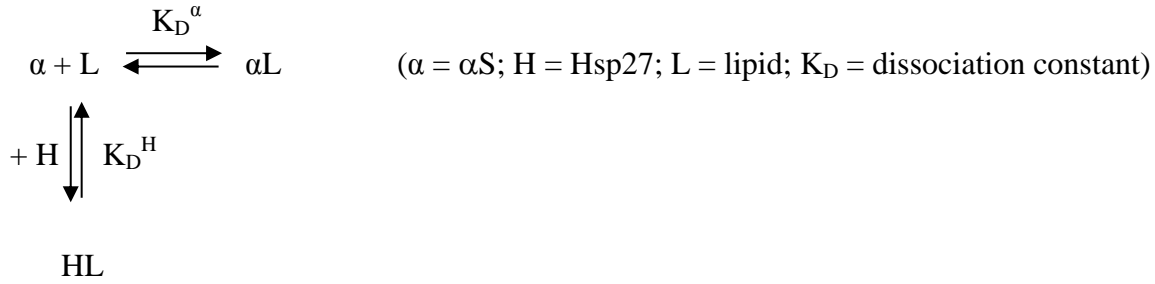 K_D^α
α + L αL (α = αS; H = Hsp27; L = lipid; K_D = dissociation constant)
+ H K_D^H
HL